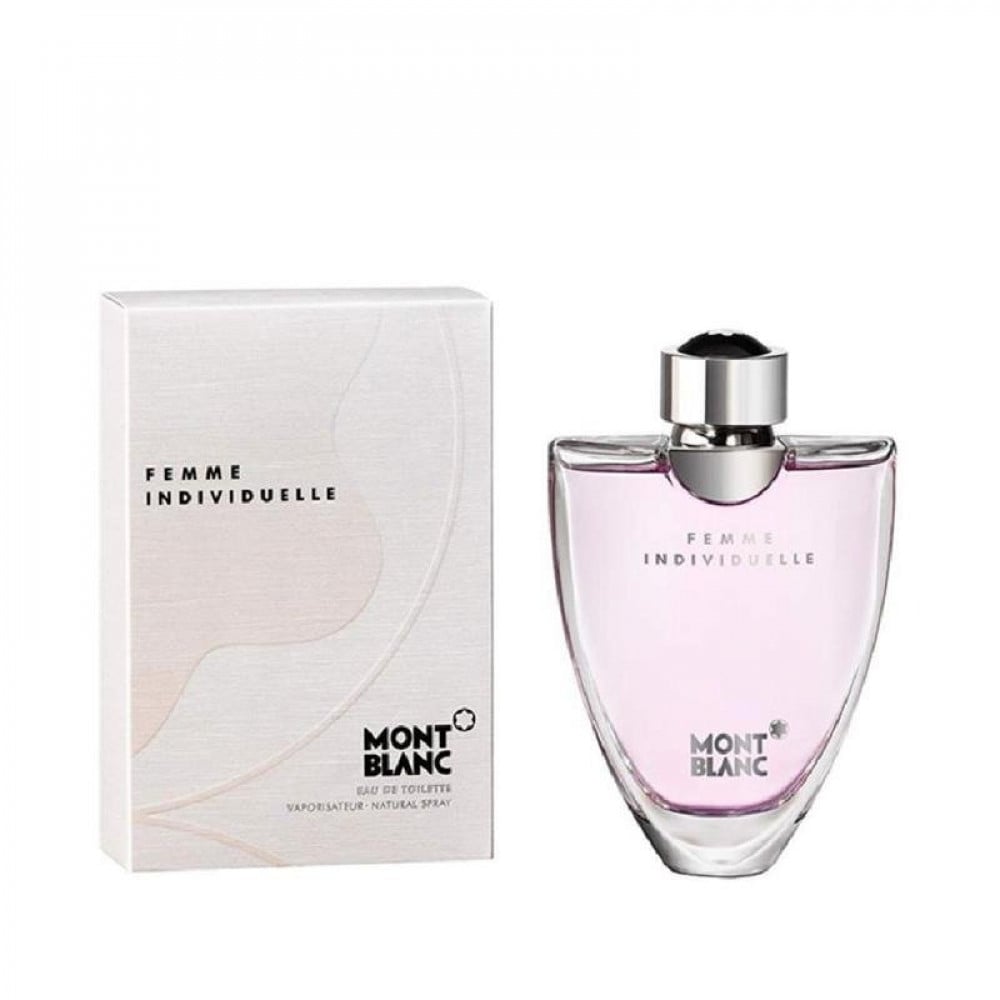 FEMME
INDIVIDUELLE
MONT
BLANC
EAU DE TOILETTE
VAPORISATEUR · NATURAL SPRAY
FEMME
INDIVIDUELLE
MONT
BLANC